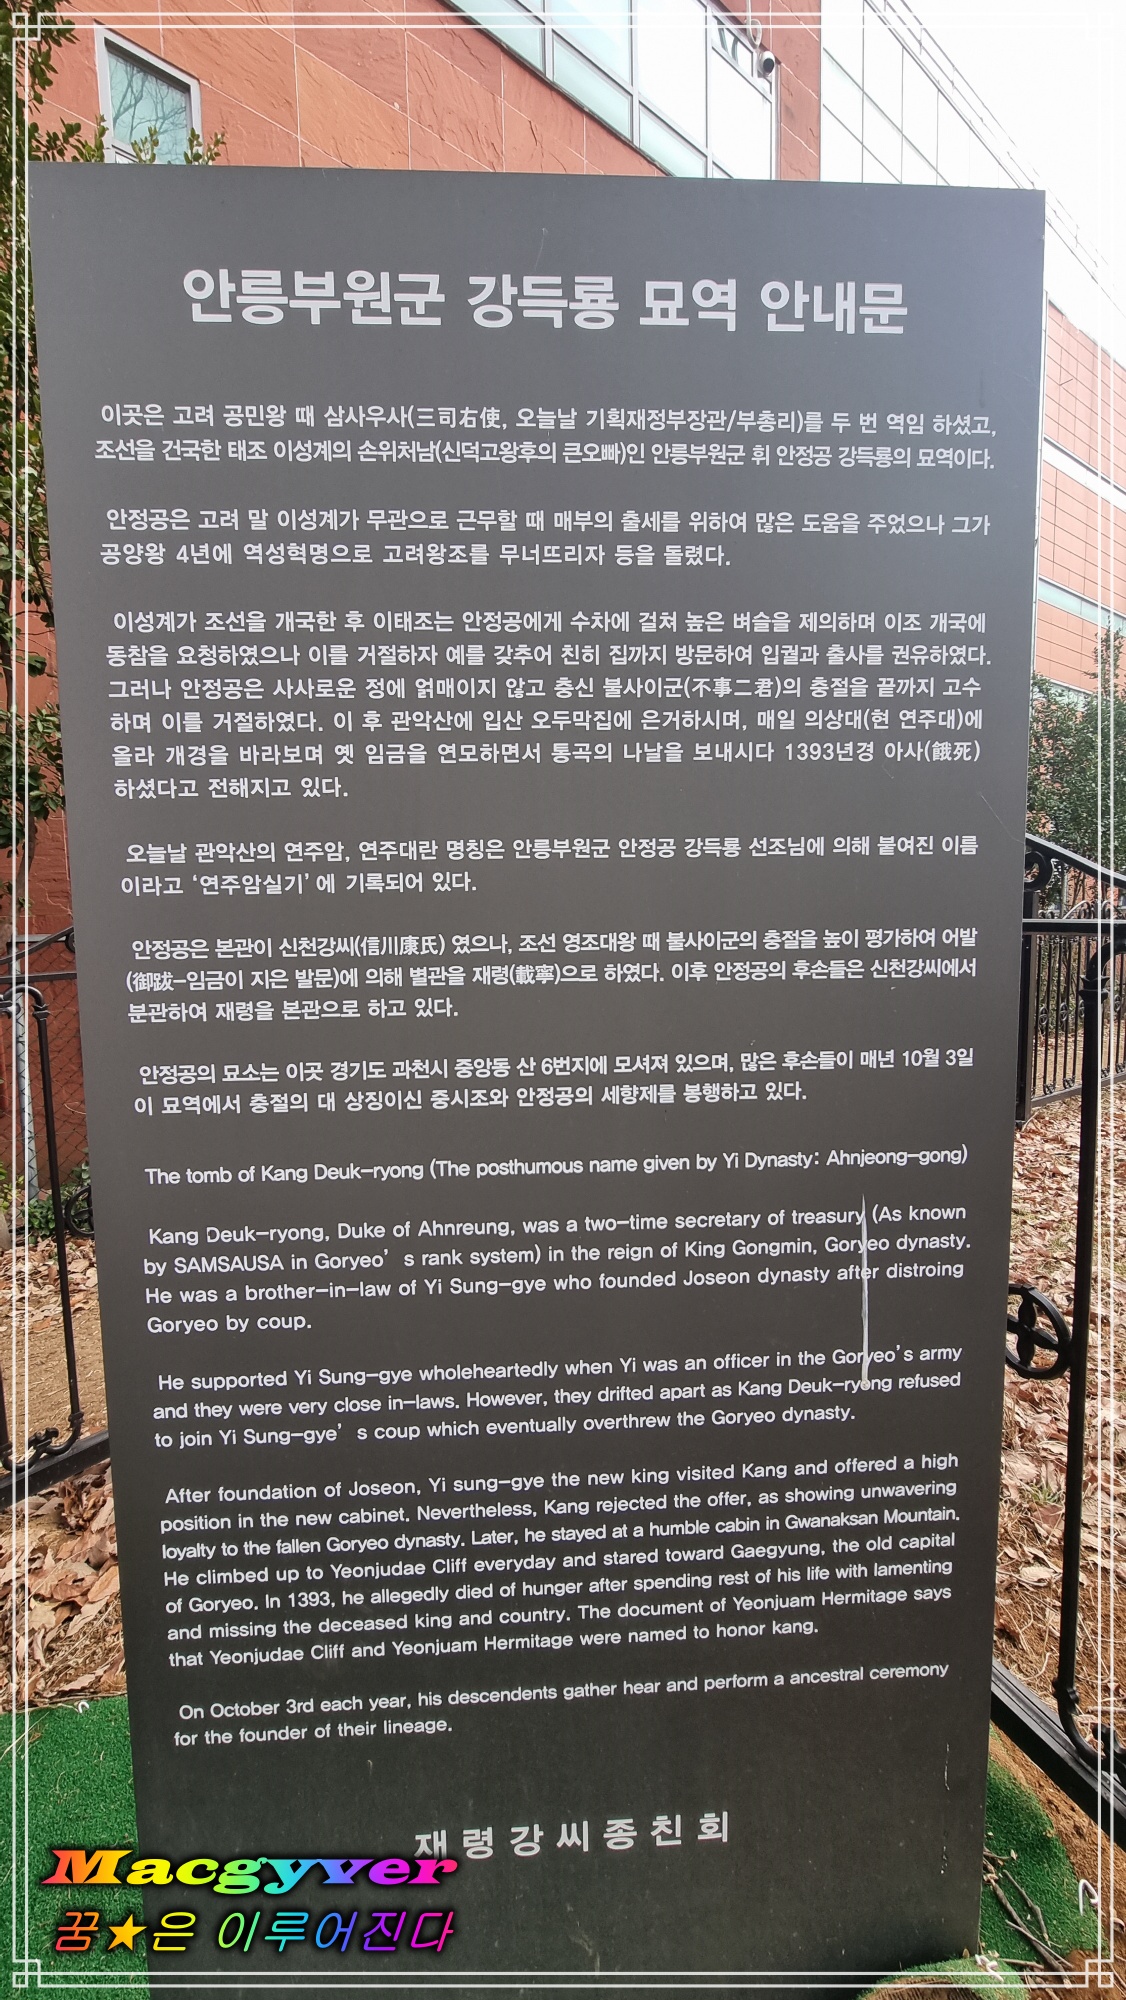 안릉부원군 강득룡 묘역 안내문
이곳은 고려 공민왕 때 삼사우사(三司右使, 오늘날 기획재정부장관/부총리)를 두 번 역임 하셨고,
조선을 건국한 태조 이성계의 손위처남(신덕고왕후의 큰오빠)인 안릉부원군 휘 안정공 강득룡의 묘역이다.
안정공은 고려 말 이성계가 무관으로 근무할 때 매부의 출세를 위하여 많은 도움을 주었으나 그가
공양왕 4년에 역성혁명으로 고려왕조를 무너뜨리자 등을 돌렸다.
이성계가 조선을 개국한 후 이태조는 안정공에게 수차에 걸쳐 높은 벼슬을 제의하며 이조 개국에
동참을 요청하였으나 이를 거절하자 예를 갖추어 친히 집까지 방문하여 입궐과 출사를 권유하였다.
그러나 안정공은 사사로운 정에 얽매이지 않고 충신 불사이군(不事二君)의 충절을 끝까지 고수
하며 이를 거절하였다. 이 후 관악산에 입산 오두막집에 은거하시며, 매일 의상대(현 연주대)에
올라 개경을 바라보며 옛 임금을 연모하면서 통곡의 나날을 보내시다 1393년경 아사(餓死)
하셨다고 전해지고 있다.
오늘날 관악산의 연주암, 연주대란 명칭은 안릉부원군 안정공 강득룡 선조님에 의해 붙여진 이름
이라고 ‘연주암실기’에 기록되어 있다.
안정공은 본관이 신천강씨(信川康氏) 였으나, 조선 영조대왕 때 불사이군의 충절을 높이 평가하여 어발
(御跋-임금이 지은 발문)에 의해 별관을 재령(載寧)으로 하였다. 이후 안정공의 후손들은 신천강씨에서
분관하여 재령을 본관으로 하고 있다.
안정공의 묘소는 이곳 경기도 과천시 중앙동 산 6번지에 모셔져 있으며, 많은 후손들이 매년 10월 3일
이 묘역에서 충절의 대 상징이신 중시조와 안정공의 세향제를 봉행하고 있다.
The tomb of Kang Deuk-ryong (The posthumous name given by Yi Dynasty: Ahnjeong-gong)
Kang Deuk-ryong, Duke of Ahnreung, was a two-time secretary of treasury (As known
by SAMSAUSA in Goryeo’ s rank system) in the reign of King Gongmin, Goryeo dynasty.
He was a brother-in-law of Yi Sung-gye who founded Joseon dynasty after distroing
Goryeo by coup.
He supported Yi Sung-gye wholeheartedly when Yi was an officer in the Goryeo’s army
and they were very close in-laws. However, they drifted apart as Kang Deuk-ryong refused
to join Yi Sung-gye’ s coup which eventually overthrew the Goryeo dynasty.
After foundation of Joseon, Yi sung-gye the new king visited Kang and offered a high
position in the new cabinet. Nevertheless, Kang rejected the offer, as showing unwavering
loyalty to the fallen Goryeo dynasty. Later, he stayed at a humble cabin in Gwanaksan Mountain.
He climbed up to Yeonjudae Cliff everyday and stared toward Gaegyung, the old capital
of Goryeo. In 1393, he allegedly died of hunger after spending rest of his life with lamenting
and missing the deceased king and country. The document of Yeonjuam Hermitage says
that Yeonjudae Cliff and Yeonjuam Hermitage were named to honor kang.
On October 3rd each year, his descendents gather hear and perform a ancestral ceremony
for the founder of their lineage.
재령강씨종친회
Macgyver
꿈★은 이루어진다